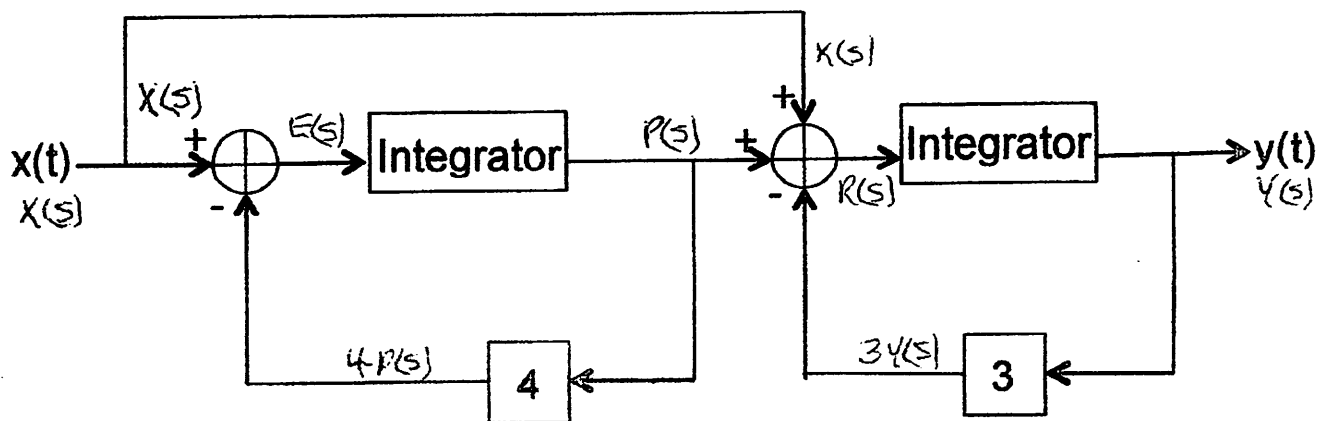 X(s)
X(s)
+
+
E(s)
Integrator
P(s)
+
Integrator
x(t)
y(t)
X(s)
-
-
R(s)
Y(s)
4P(s)
4
3Y(s)
3